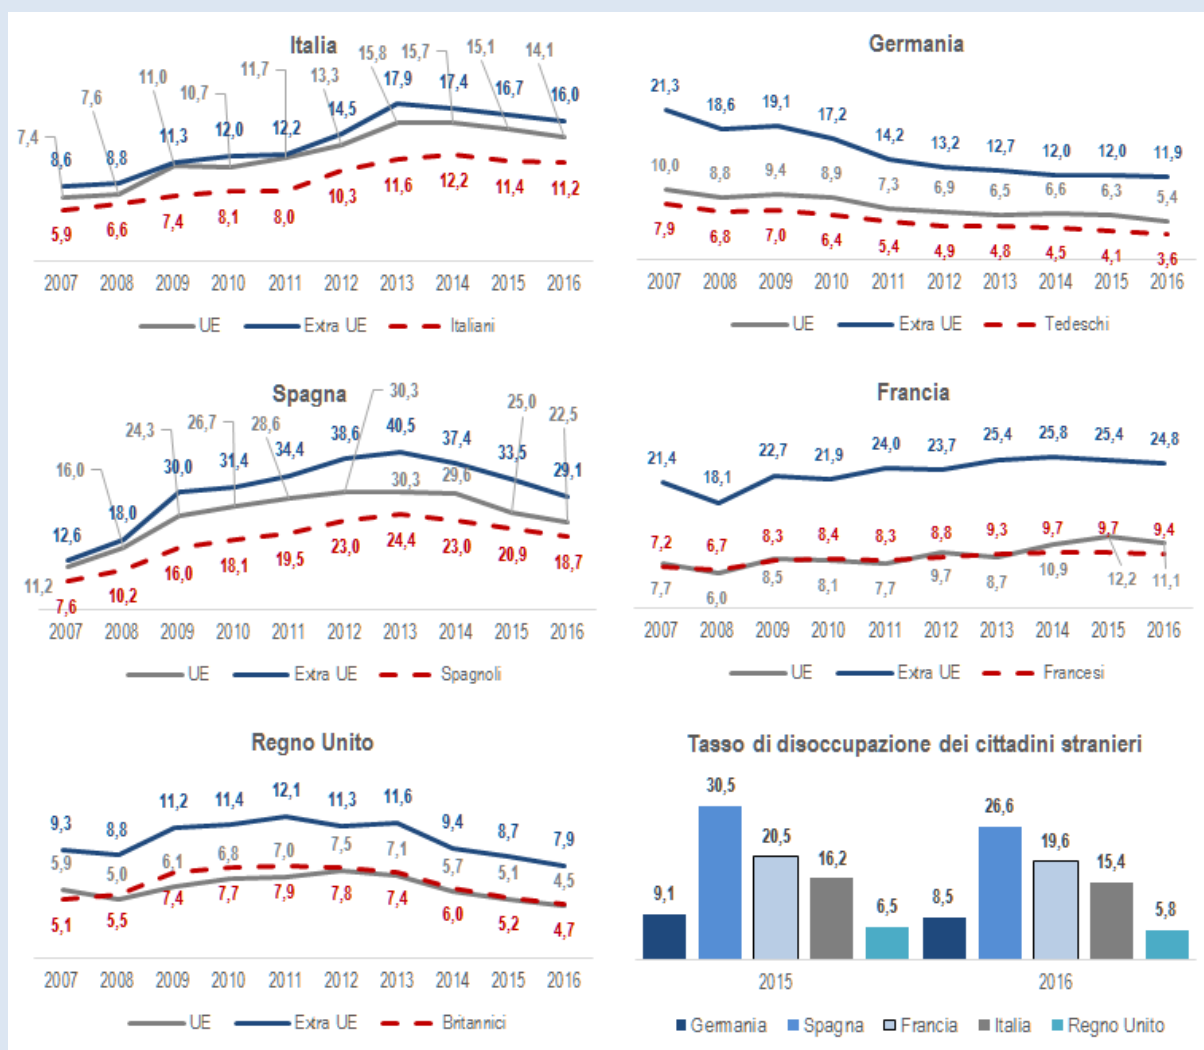 Italia
7,4 7,6 11,0 10,7 11,7 13,3 15,8 15,7 15,1 14,1
8,6 8,8 11,3 12,0 12,2 14,5 17,9 17,4 16,7 16,0
5,9 6,6 7,4 8,1 8,0 10,3 11,6 12,2 11,4 11,2
2007 2008 2009 2010 2011 2012 2013 2014 2015 2016
UE Extra UE Italiani
Germania
21,3 18,6 19,1 17,2 14,2 13,2 12,7 12,0 12,0 11,9
10,0 8,8 9,4 8,9 7,3 6,9 6,5 6,6 6,3 5,4
7,9 6,8 7,0 6,4 5,4 4,9 4,8 4,5 4,1 3,6
2007 2008 2009 2010 2011 2012 2013 2014 2015 2016
UE Extra UE Tedeschi
Spagna
11,2 16,0 24,3 26,7 28,6 30,3 30,3 29,6 25,0 22,5
12,6 18,0 30,0 31,4 34,4 38,6 40,5 37,4 33,5 29,1
7,6 10,2 16,0 18,1 19,5 23,0 24,4 23,0 20,9 18,7
2007 2008 2009 2010 2011 2012 2013 2014 2015 2016
UE Extra UE Spagnoli
Francia
21,4 18,1 22,7 21,9 24,0 23,7 25,4 25,8 25,4 24,8
7,2 6,7 8,3 8,4 8,3 8,8 9,3 9,7 9,7 9,4
7,7 6,0 8,5 8,1 7,7 9,7 8,7 10,9 12,2 11,1
2007 2008 2009 2010 2011 2012 2013 2014 2015 2016
UE Extra UE Francesi
Regno Unito
9,3 8,8 11,2 11,4 12,1 11,3 11,6 9,4 8,7 7,9
5,9 5,0 6,1 6,8 7,0 7,5 7,1 5,7 5,1 4,5
5,1 5,5 7,4 7,7 7,9 7,8 7,4 6,0 5,2 4,7
2007 2008 2009 2010 2011 2012 2013 2014 2015 2016
UE Extra UE Britannici
Tasso di disoccupazione dei cittadini stranieri
9,1 30,5 20,5 16,2 6,5 8,5 26,6 19,6 15,4 5,8
2015 2016
Germania Spagna Francia Italia Regno Unito